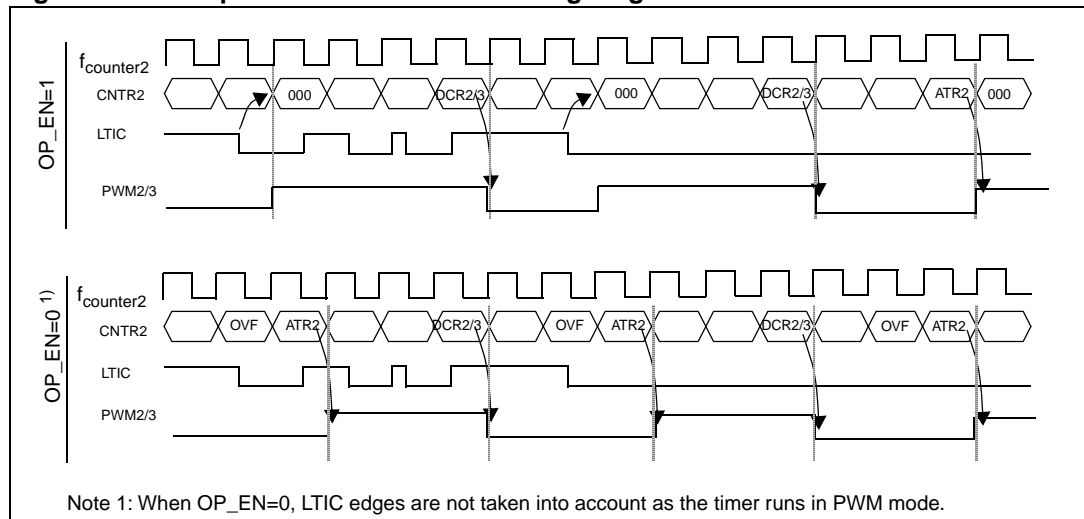 OP_EN=1
fcounter2
CNTR2 000 DCR2/3 000 DCR2/3 ATR2 000
LTIC
PWM2/3
OP_EN=0 1)
fcounter2
CNTR2 OVF ATR2 DCR2/3 OVF ATR2 DCR2/3 OVF ATR2
LTIC
PWM2/3
Note 1: When OP_EN=0, LTIC edges are not taken into account as the timer runs in PWM mode.